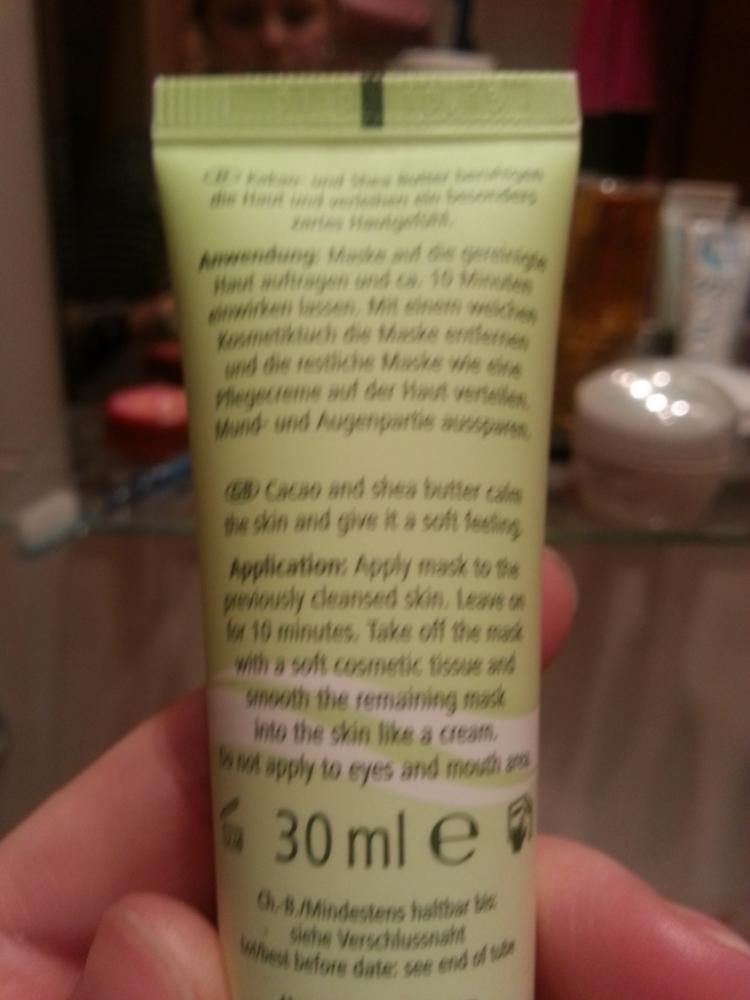 Kakao- und Shea Butter beruhigen
die Haut und verleihen ein besonders
zartes Hautgefühl.
Anwendung: Maske auf die gereinigte
Haut auftragen und ca. 10 Minuten
einwirken lassen. Mit einem weichen
Kosmetiktuch die Maske entfernen
und die restliche Maske wie eine
Pflegecreme auf der Haut verteilen.
Mund- und Augenpartie aussparen.
GB Cacao and shea butter calm
the skin and give it a soft feeling.
Application: Apply mask to the
previously cleansed skin. Leave on
for 10 minutes. Take off the mask
with a soft cosmetic tissue and
smooth the remaining mask
into the skin like a cream.
Do not apply to eyes and mouth area.
30 ml e
Ch.-B./Mindestens haltbar bis:
siehe Verschlussnaht
Lot/best before date: see end of tube